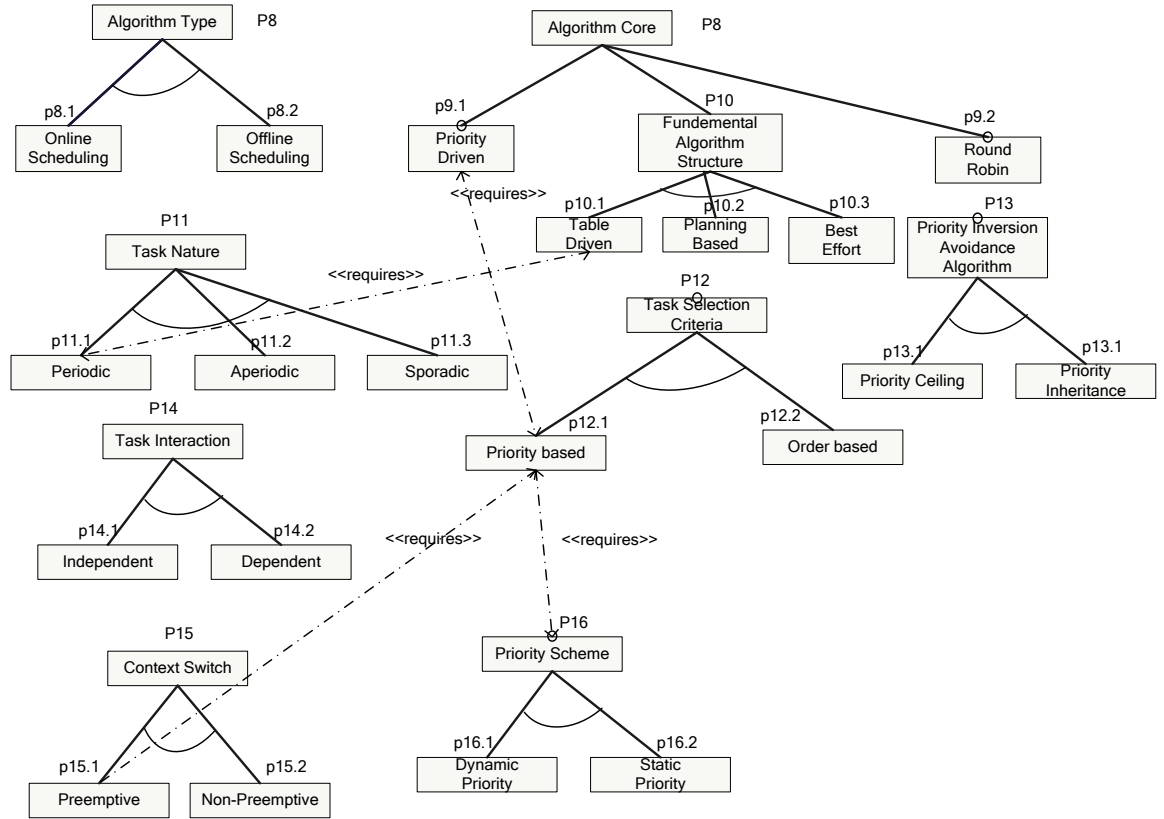 Algorithm Type
P8
p8.1
p8.2
Online
Scheduling
Offline
Scheduling
Algorithm Core
P8
p9.1
Priority
Driven
P10
Fundemental
Algorithm
Structure
p9.2
Round
Robin
<<requires>>
p10.1
p10.2
p10.3
Table
Driven
Planning
Based
Best
Effort
P13
Priority Inversion
Avoidance
Algorithm
p13.1
p13.1
Priority Ceiling
Priority
Inheritance
P11
Task Nature
<<requires>>
p11.1
p11.2
p11.3
Periodic
Aperiodic
Sporadic
P12
Task Selection
Criteria
p12.1
p12.2
Priority based
Order based
P14
Task Interaction
p14.1
p14.2
Independent
Dependent
<<requires>>
<<requires>>
P15
Context Switch
p15.1
p15.2
Preemptive
Non-Preemptive
P16
Priority Scheme
p16.1
p16.2
Dynamic
Priority
Static
Priority